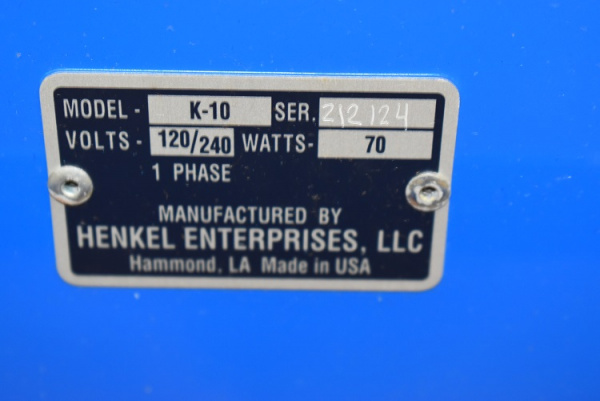 MODEL - K-10 SER. 212124
VOLTS - 120/240 WATTS- 70
1 PHASE
MANUFACTURED BY
HENKEL ENTERPRISES, LLC
Hammond, LA Made in USA